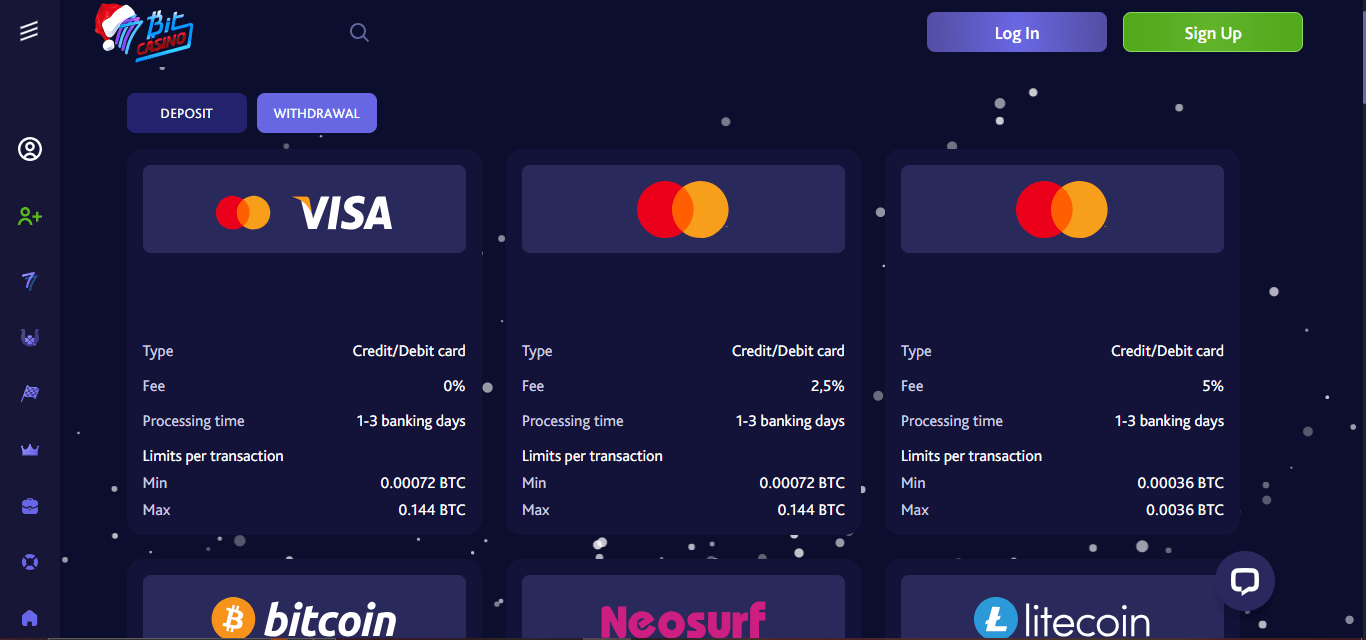 7 Bit
CASINO
Log In
Sign Up
DEPOSIT
WITHDRAWAL
VISA
Type Credit/Debit card
Fee 0%
Processing time 1-3 banking days
Limits per transaction
Min 0.00072 BTC
Max 0.144 BTC
Type Credit/Debit card
Fee 2,5%
Processing time 1-3 banking days
Limits per transaction
Min 0.00072 BTC
Max 0.144 BTC
Type Credit/Debit card
Fee 5%
Processing time 1-3 banking days
Limits per transaction
Min 0.00036 BTC
Max 0.0036 BTC
bitcoin
Neosurf
litecoin